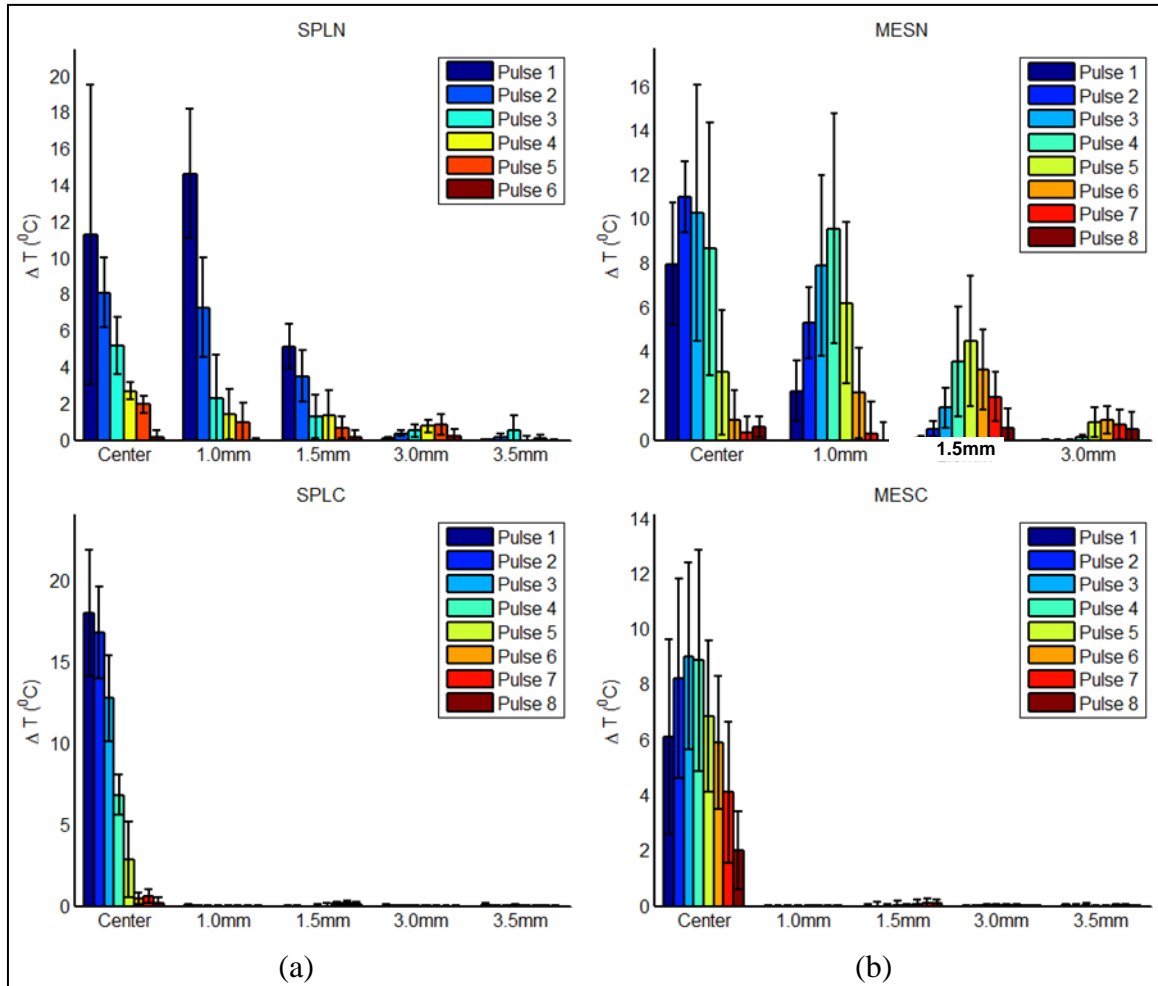 SPLN
20
18
16
14
12
10
8
6
4
2
0
Δ T (⁰C)
Pulse 1
Pulse 2
Pulse 3
Pulse 4
Pulse 5
Pulse 6
Center 1.0mm 1.5mm 3.0mm 3.5mm
MESN
16
14
12
10
8
6
4
2
0
Δ T (⁰C)
Pulse 1
Pulse 2
Pulse 3
Pulse 4
Pulse 5
Pulse 6
Pulse 7
Pulse 8
Center 1.0mm 1.5mm 3.0mm
SPLC
20
15
10
5
0
Δ T (⁰C)
Pulse 1
Pulse 2
Pulse 3
Pulse 4
Pulse 5
Pulse 6
Pulse 7
Pulse 8
Center 1.0mm 1.5mm 3.0mm 3.5mm
MESC
14
12
10
8
6
4
2
0
Δ T (⁰C)
Pulse 1
Pulse 2
Pulse 3
Pulse 4
Pulse 5
Pulse 6
Pulse 7
Pulse 8
Center 1.0mm 1.5mm 3.0mm 3.5mm
(a) (b)